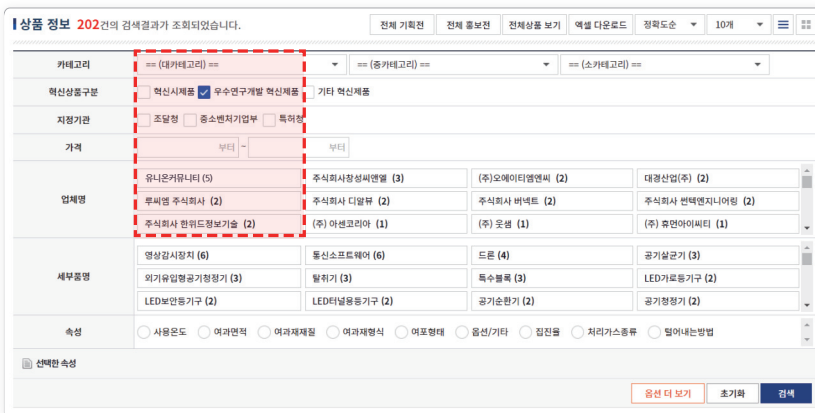 상품 정보 202건의 검색결과가 조회되었습니다. 전체 기획전 전체 홍보전 전체상품 보기 엑셀 다운로드 정확도순 10개
카테고리 == (대카테고리) == == (중카테고리) == == (소카테고리) ==
혁신상품구분 혁신시제품 우수연구개발 혁신제품 기타 혁신제품
지정기관 조달청 중소벤처기업부 특허청
가격 부터 ~ 부터
업체명 유니온커뮤니티 (5) 주식회사창성씨앤엘 (3) (주)오에이티엠엔씨 (2) 대경산업(주) (2)
루씨엠 주식회사 (2) 주식회사 디알뷰 (2) 주식회사 버넥트 (2) 주식회사 썬텍엔지니어링 (2)
주식회사 한위드정보기술 (2) (주) 아센코리아 (1) (주) 웃샘 (1) (주) 휴먼아이씨티 (1)
세부품명 영상감시장치 (6) 통신소프트웨어 (6) 드론 (4) 공기살균기 (3)
외기유입형공기청정기 (3) 탈취기 (3) 특수블록 (3) LED가로등기구 (2)
LED보안등기구 (2) LED터널용등기구 (2) 공기순환기 (2) 공기청정기 (2)
속성 사용온도 여과면적 여과재재질 여과재형식 여포형태 옵션/기타 집진율 처리가스종류 털어내는방법
선택한 속성
옵션 더 보기 초기화 검색